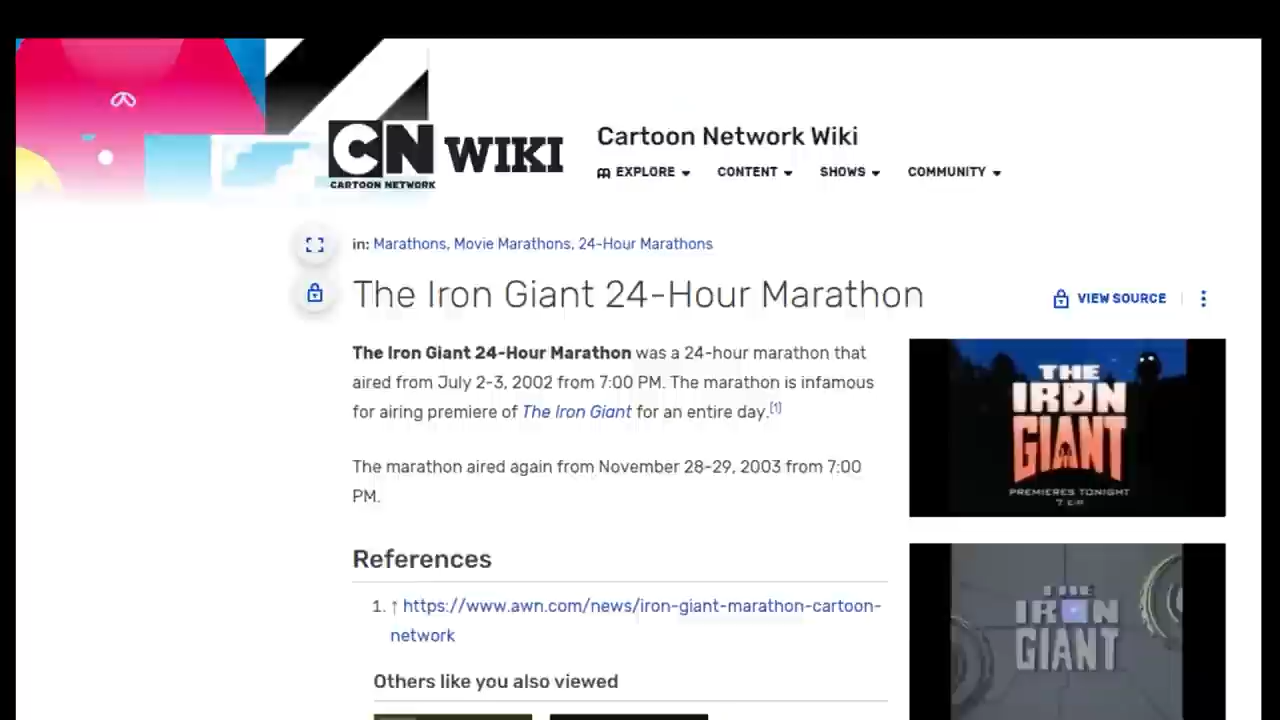 CN WIKI
CARTOON NETWORK
Cartoon Network Wiki
EXPLORE CONTENT SHOWS COMMUNITY
in: Marathons, Movie Marathons, 24-Hour Marathons
The Iron Giant 24-Hour Marathon
VIEW SOURCE
The Iron Giant 24-Hour Marathon was a 24-hour marathon that
aired from July 2-3, 2002 from 7:00 PM. The marathon is infamous
for airing premiere of The Iron Giant for an entire day.[1]
The marathon aired again from November 28-29, 2003 from 7:00
PM.
THE
IRON
GIANT
PREMIERES TONIGHT
References
1. ↑ https://www.awn.com/news/iron-giant-marathon-cartoon-
network
THE
IRON
GIANT
Others like you also viewed